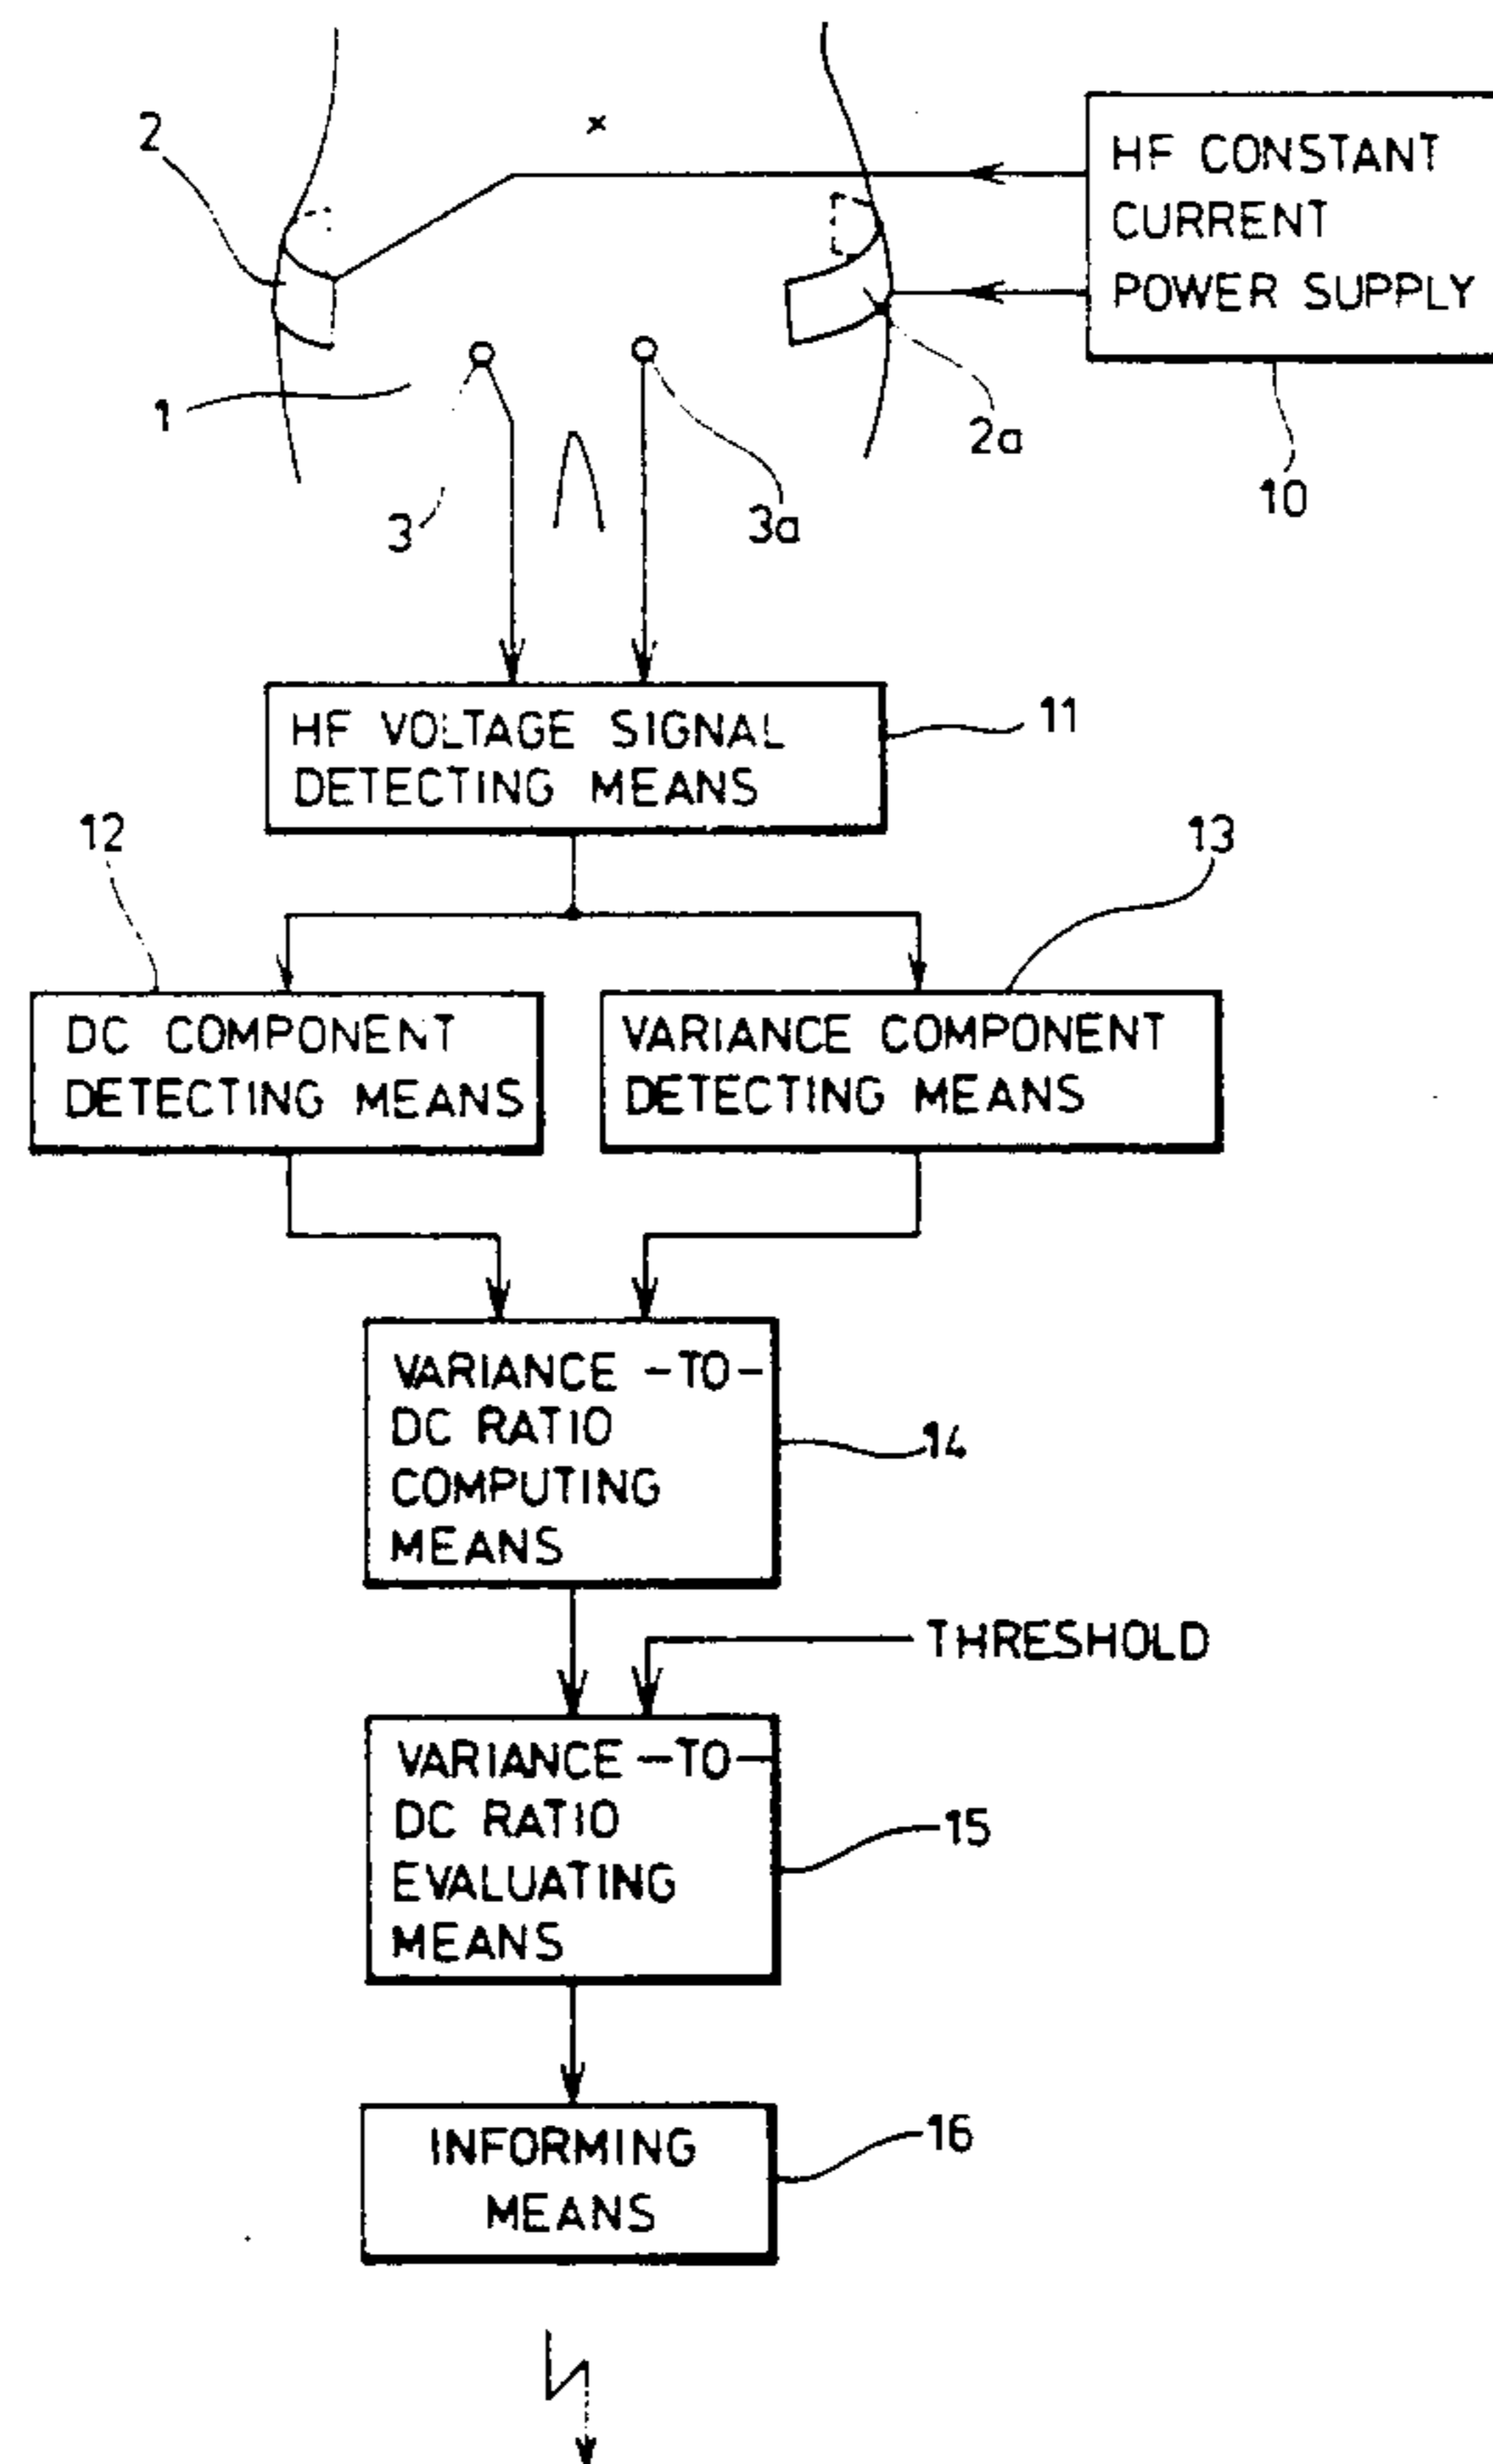 2
×
HF CONSTANT
CURRENT
POWER SUPPLY
1
2a
10
3
3a
HF VOLTAGE SIGNAL
DETECTING MEANS
11
12
13
DC COMPONENT
DETECTING MEANS
VARIANCE COMPONENT
DETECTING MEANS
VARIANCE -TO-
DC RATIO
COMPUTING
MEANS
14
THRESHOLD
VARIANCE -TO-
DC RATIO
EVALUATING
MEANS
15
INFORMING
MEANS
16